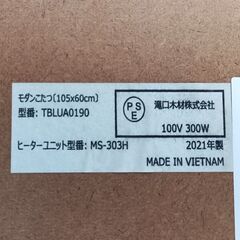 モダンこたつ(105x60cm)
型番: TBLUA0190
PSE
滝口木材株式会社
100V 300W
ヒーターユニット型番: MS-303H
2021年製
MADE IN VIETNAM